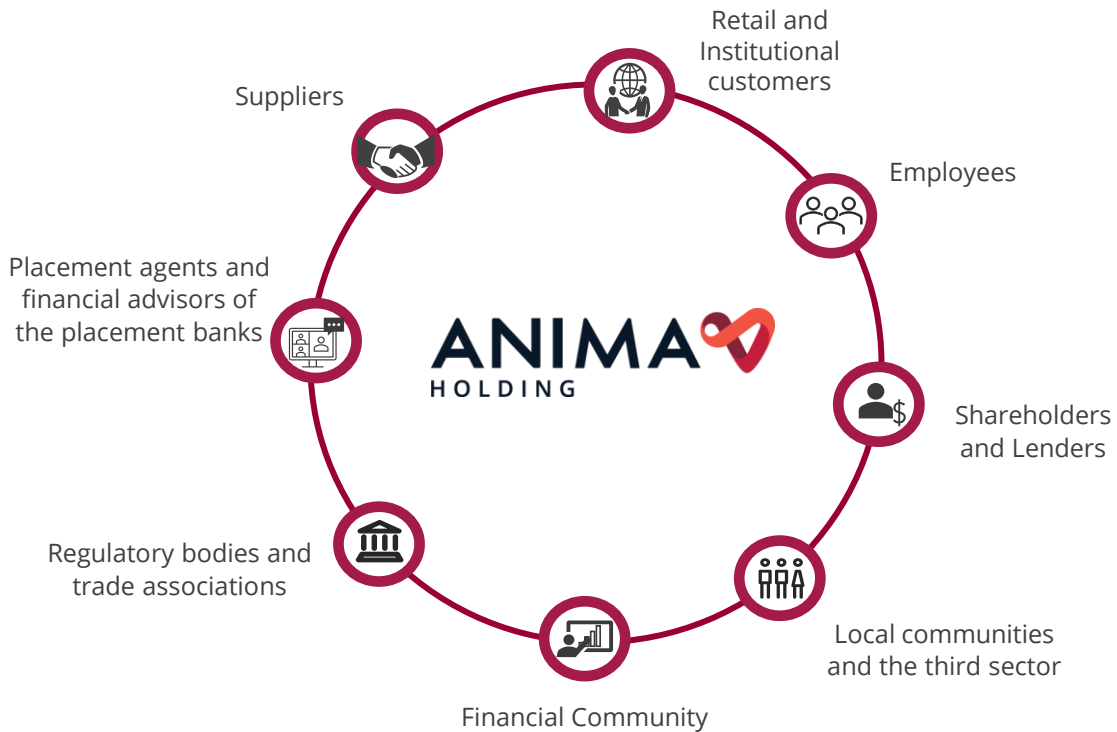 Retail and
Institutional
customers
Suppliers
Employees
Placement agents and
financial advisors of
the placement banks
ANIMA
HOLDING
Shareholders
and Lenders
$
Regulatory bodies and
trade associations
Local communities
and the third sector
Financial Community